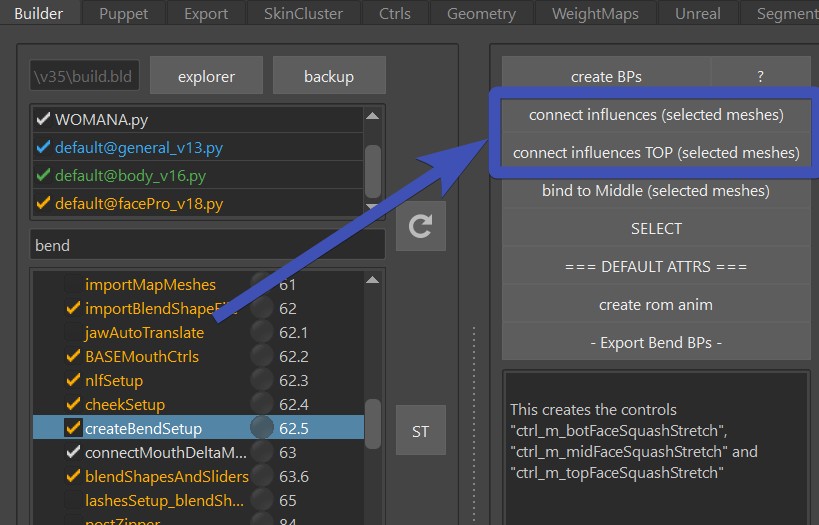 Builder
Puppet
Export
SkinCluster
Ctrls
Geometry
WeightMaps
Unreal
Segment
\v35\build.bld
explorer
backup
WOMANA.py
default@general_v13.py
default@body_v16.py
default@facePro_v18.py
bend
importMapMeshes 61
importBlendShapeFi 62
jawAutoTranslate 62.1
BASEMouthCtrls 62.2
nlfSetup 62.3
cheekSetup 62.4
createBendSetup 62.5
connectMouthDeltaM... 63
blendShapesAndSliders 63.6
lashesSetup_blendSh... 65
postZipper 84
ST
create BPs
?
connect influences (selected meshes)
connect influences TOP (selected meshes)
bind to Middle (selected meshes)
SELECT
=== DEFAULT ATTRS ===
create rom anim
- Export Bend BPs -
This creates the controls
"ctrl_m_botFaceSquashStretch",
"ctrl_m_midFaceSquashStretch" and
"ctrl_m_topFaceSquashStretch"